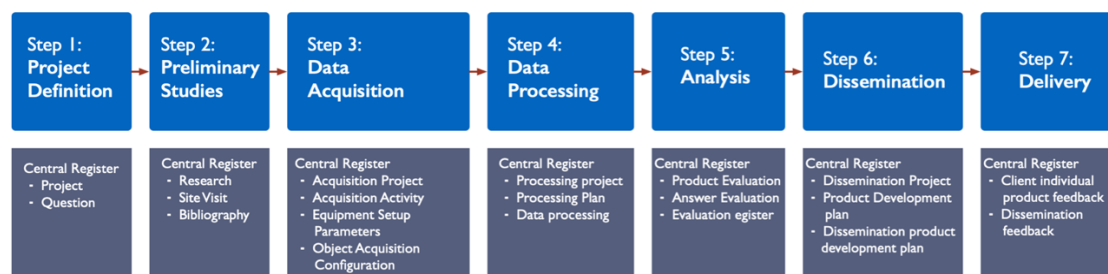 Step 1:
Project
Definition
Step 2:
Preliminary
Studies
Step 3:
Data
Acquisition
Step 4:
Data
Processing
Step 5:
Analysis
Step 6:
Dissemination
Step 7:
Delivery
Central Register
- Project
- Question
Central Register
- Research
- Site Visit
- Bibliography
Central Register
- Acquisition Project
- Acquisition Activity
- Equipment Setup
Parameters
- Object Acquisition
Configuration
Central Register
- Processing project
- Processing Plan
- Data processing
Central Register
- Product Evaluation
- Answer Evaluation
- Evaluation egister
Central Register
- Dissemination Project
- Product Development
plan
- Dissemination product
development plan
Central Register
- Client individual
product feedback
- Dissemination
feedback